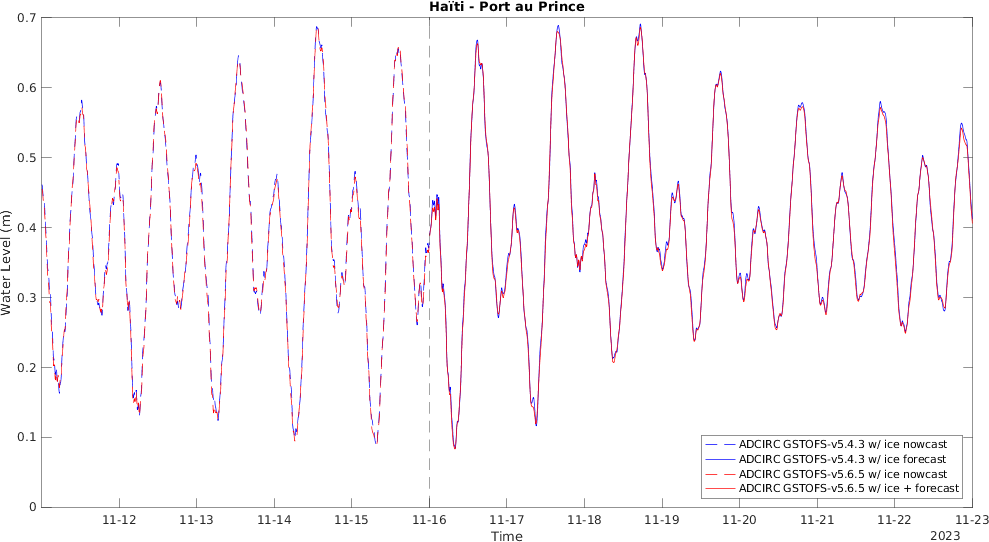 Haïti - Port au Prince
Water Level (m)
0.7
0.6
0.5
0.4
0.3
0.2
0.1
0
ADCIRC GSTOFS-v5.4.3 w/ ice nowcast
ADCIRC GSTOFS-v5.4.3 w/ ice forecast
ADCIRC GSTOFS-v5.6.5 w/ ice nowcast
ADCIRC GSTOFS-v5.6.5 w/ ice + forecast
11-12 11-13 11-14 11-15 11-16 11-17 11-18 11-19 11-20 11-21 11-22 11-23
Time
2023